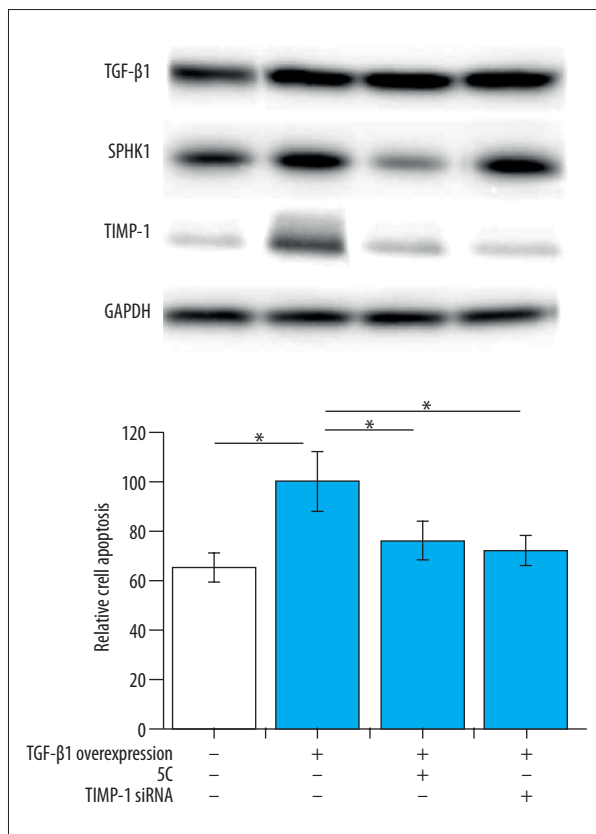 TGF-β1
SPHK1
TIMP-1
GAPDH
*
* *
120
100
80
60
40
20
0
Relative crell apoptosis
TGF-β1 overexpression – + + +
5C – – + –
TIMP-1 siRNA – – – +